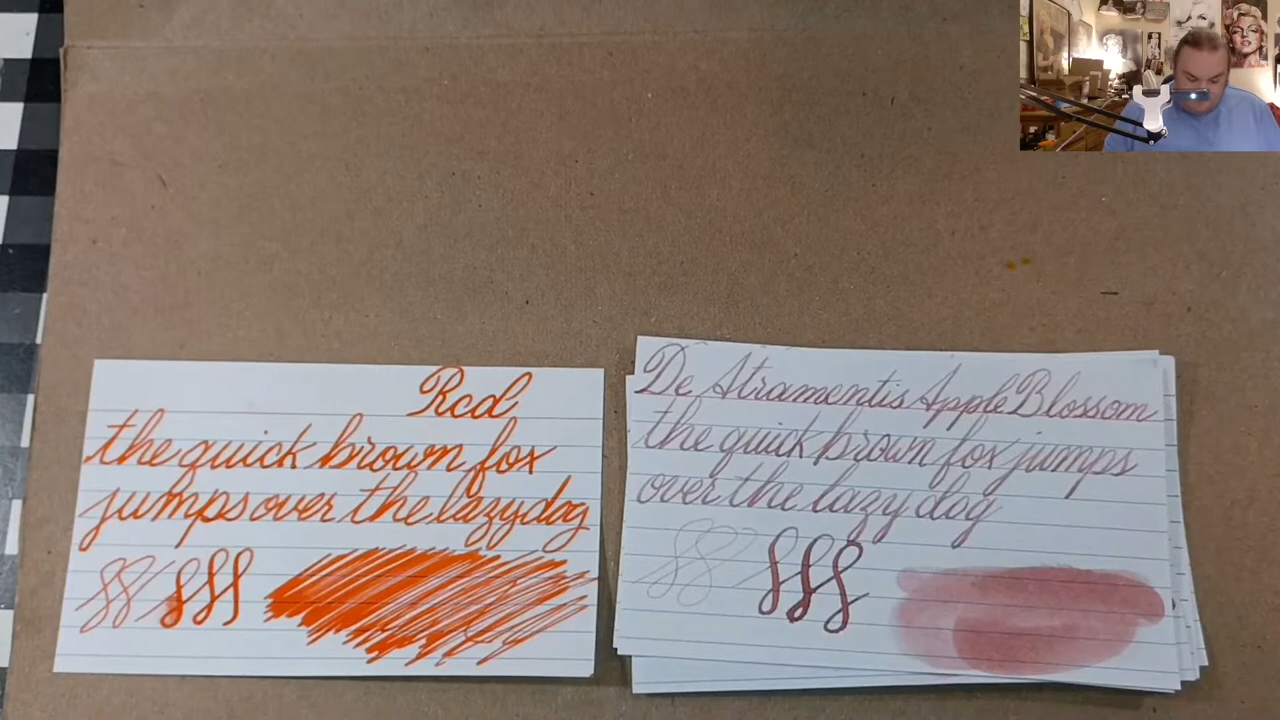 Red
the quick brown fox
jumps over the lazy dog
De Atramentis Apple Blossom
the quick brown fox jumps
over the lazy dog